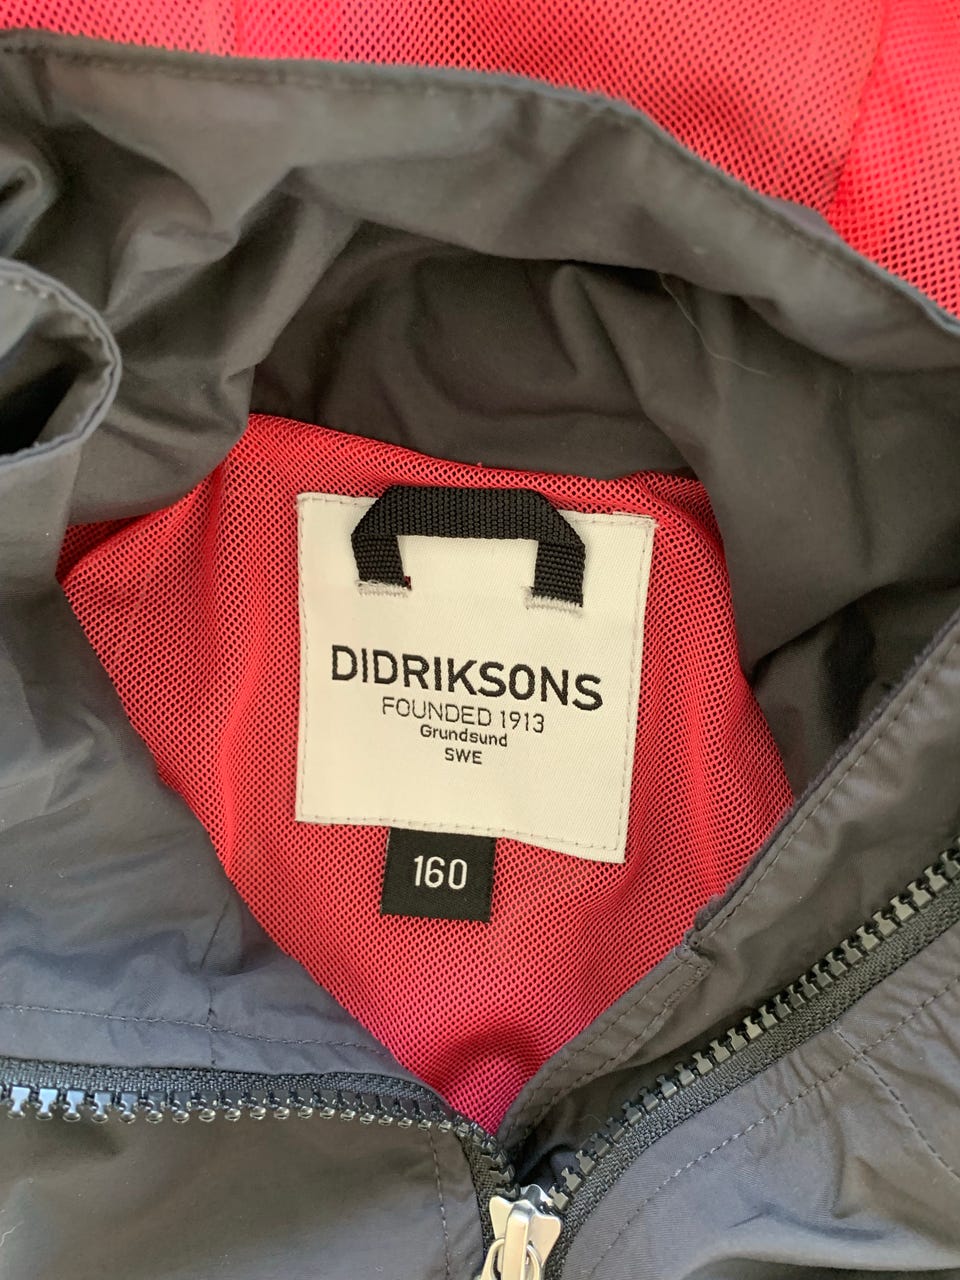 DIDRIKSONS
FOUNDED 1913
Grundsund
SWE
160